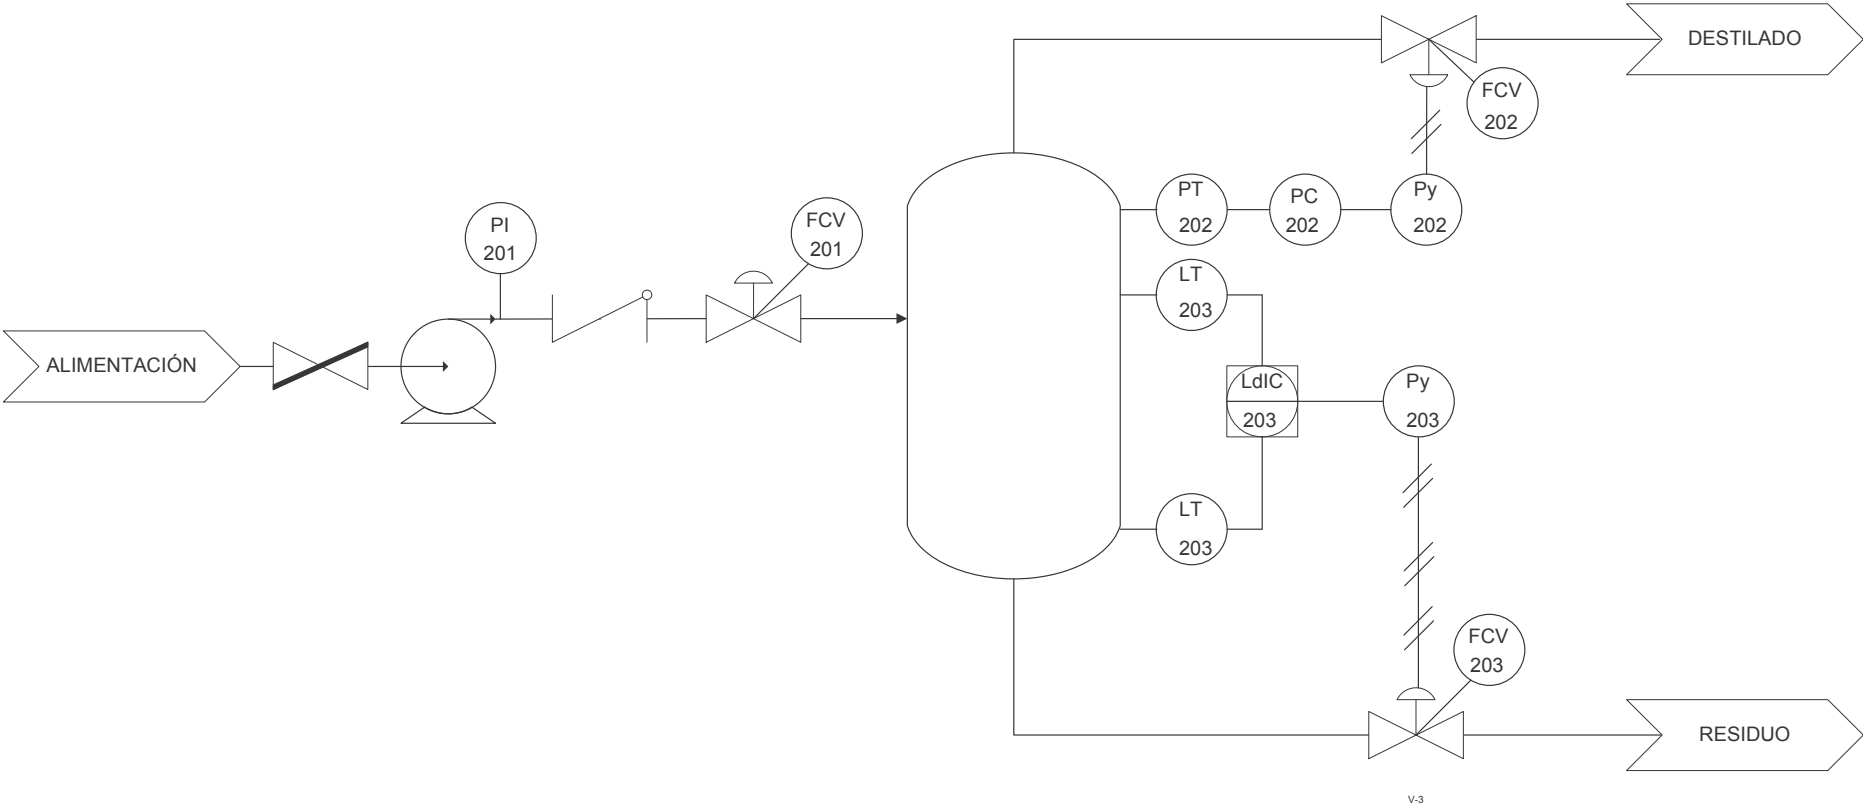 DESTILADO
FCV
202
PT
202
PC
202
Py
202
PI
201
FCV
201
LT
203
ALIMENTACIÓN
LdIC
203
Py
203
LT
203
FCV
203
RESIDUO
V-3